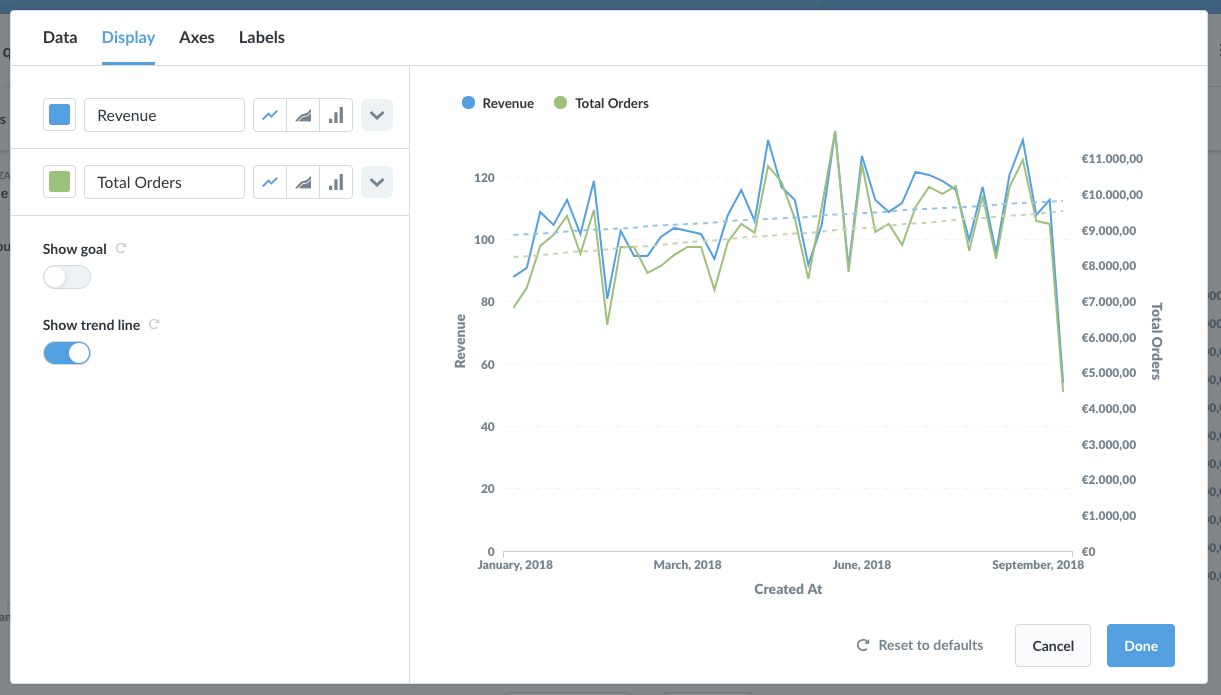 Data Display Axes Labels
Revenue
Total Orders
Show goal
Show trend line
Revenue Total Orders
120
100
80
60
40
20
0
Revenue
€11.000,00
€10.000,00
€9.000,00
€8.000,00
€7.000,00
€6.000,00
€5.000,00
€4.000,00
€3.000,00
€2.000,00
€1.000,00
€0
Total Orders
January, 2018 March, 2018 June, 2018 September, 2018
Created At
Reset to defaults Cancel Done